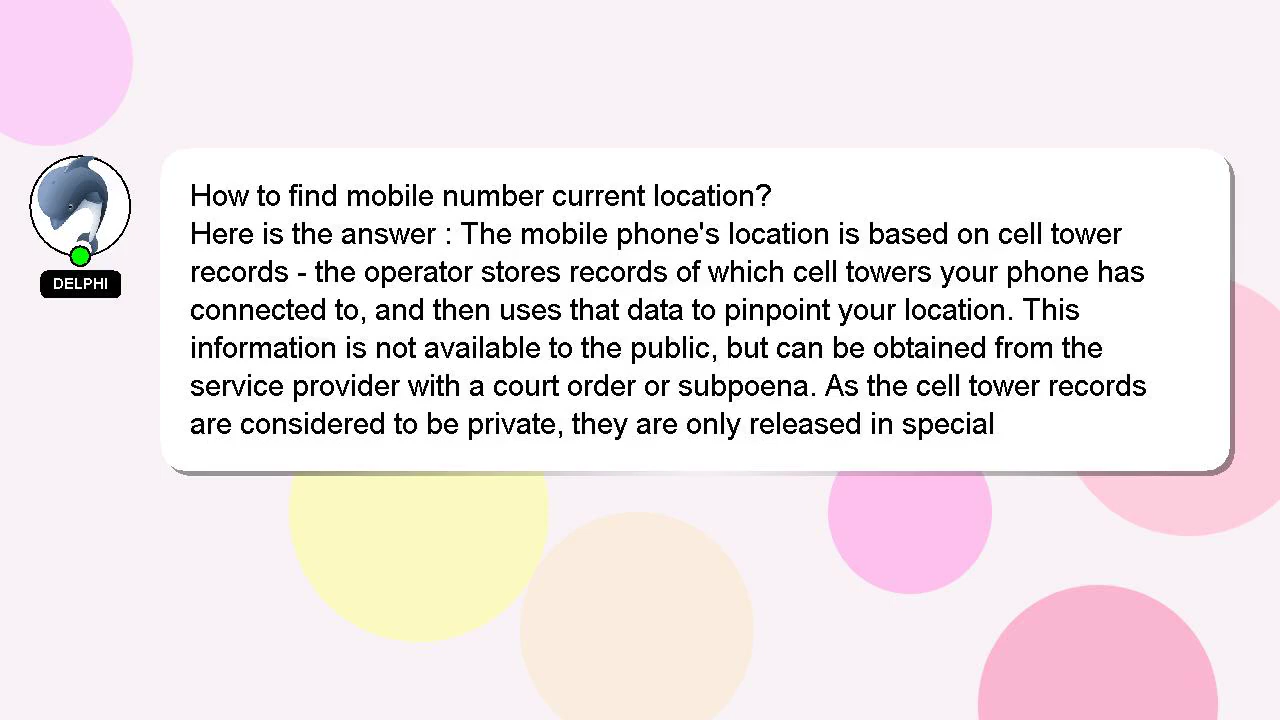 How to find mobile number current location?
Here is the answer : The mobile phone's location is based on cell tower
records - the operator stores records of which cell towers your phone has
connected to, and then uses that data to pinpoint your location. This
information is not available to the public, but can be obtained from the
service provider with a court order or subpoena. As the cell tower records
are considered to be private, they are only released in special
DELPHI